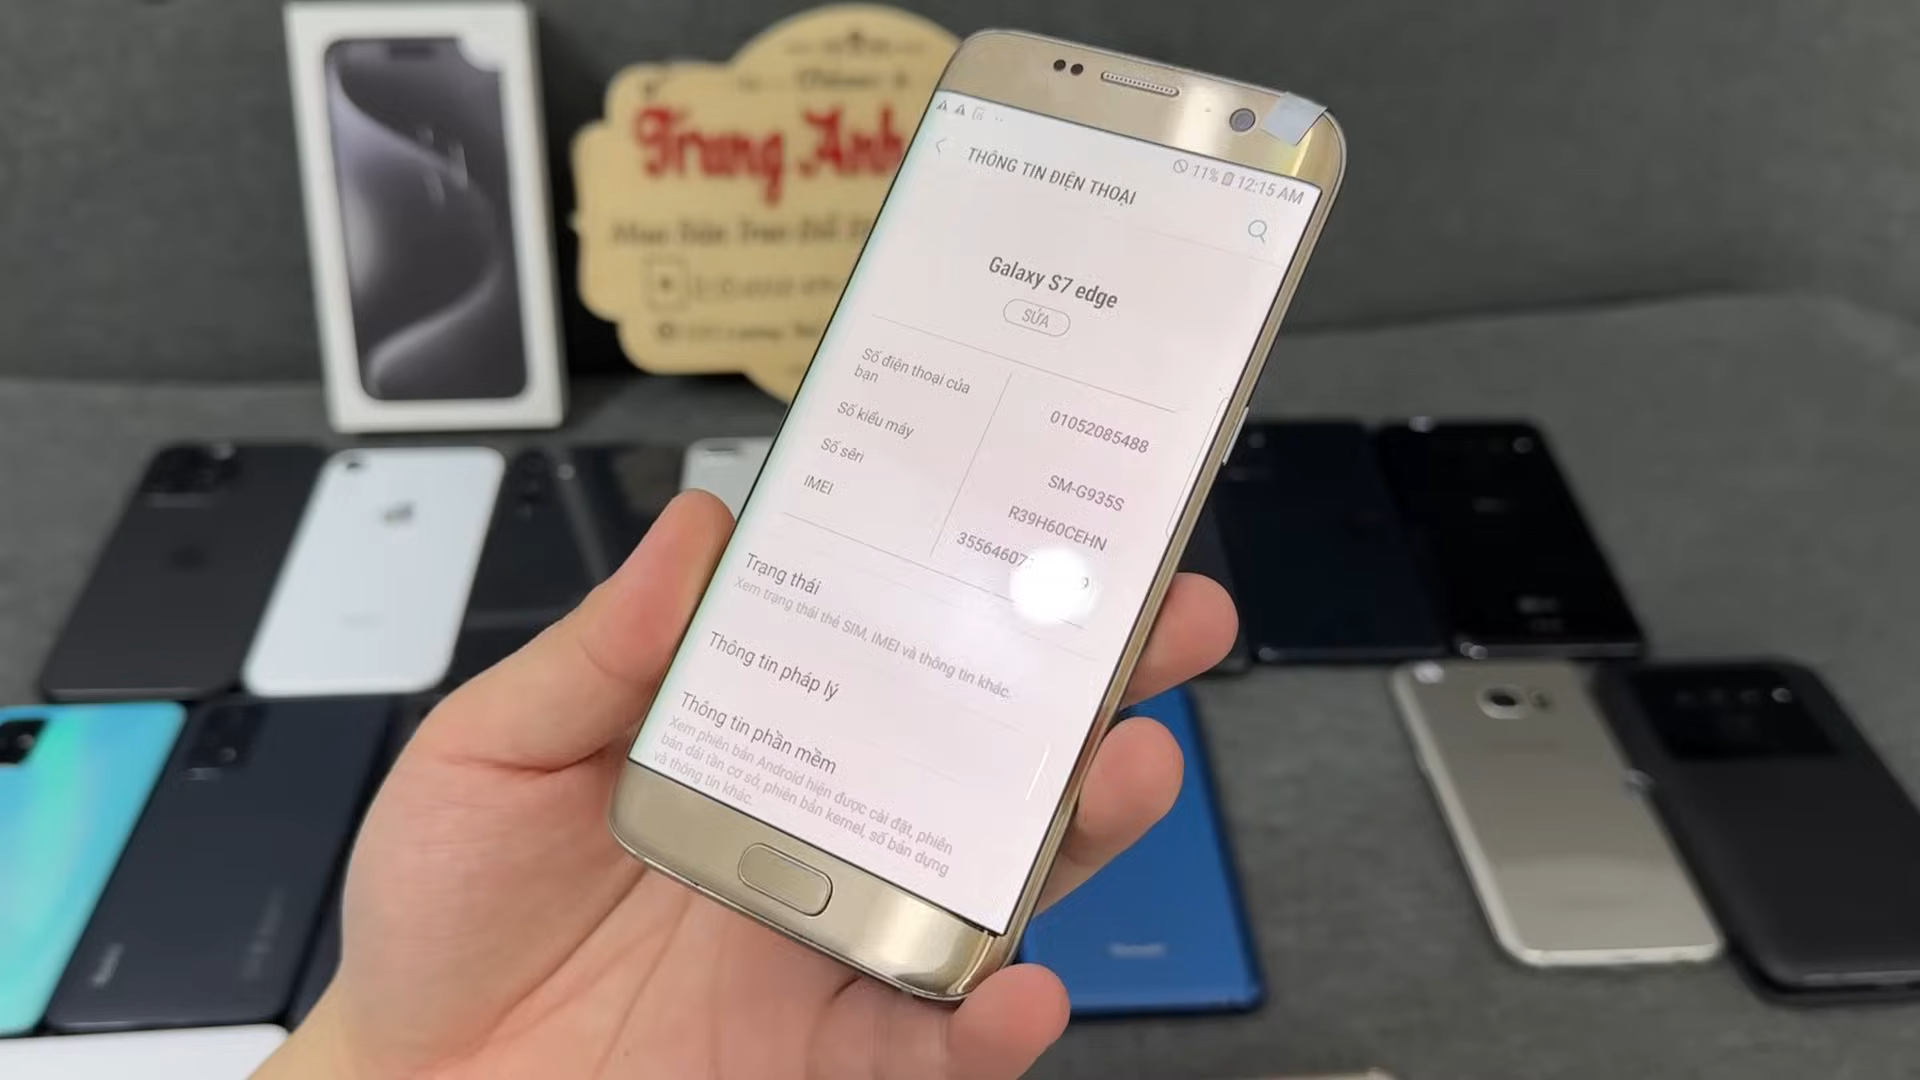 Trang Anh
11% 12:15 AM
THÔNG TIN ĐIỆN THOẠI
Galaxy S7 edge
SỬA
Số điện thoại của
bạn
01052085488
Số kiểu máy
SM-G935S
Số sêri
R39H60CEHN
IMEI
35564607
Trạng thái
Xem trạng thái thẻ SIM, IMEI và thông tin khác.
Thông tin pháp lý
Thông tin phần mềm
Xem phiên bản Android hiện được cài đặt, phiên
bản dải tần cơ sở, phiên bản kernel, số bản dựng
và thông tin khác.